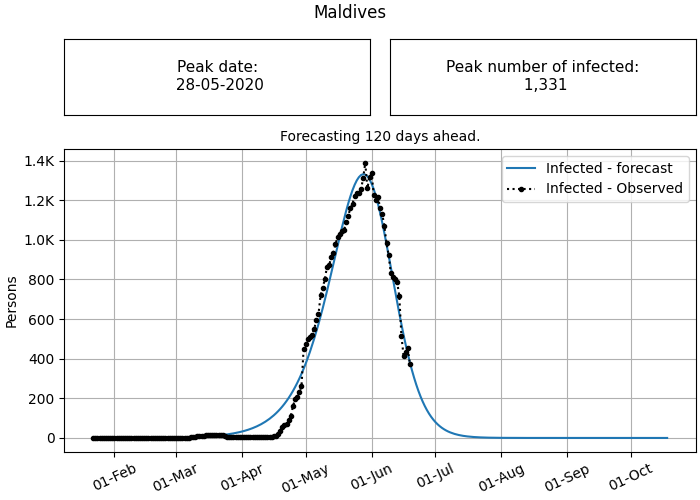 Maldives
Peak date:
28-05-2020
Peak number of infected:
1,331
Forecasting 120 days ahead.
Infected - forecast
Infected - Observed
1.4K
1.2K
1.0K
800
600
400
200
0
Persons
01-Feb
01-Mar
01-Apr
01-May
01-Jun
01-Jul
01-Aug
01-Sep
01-Oct